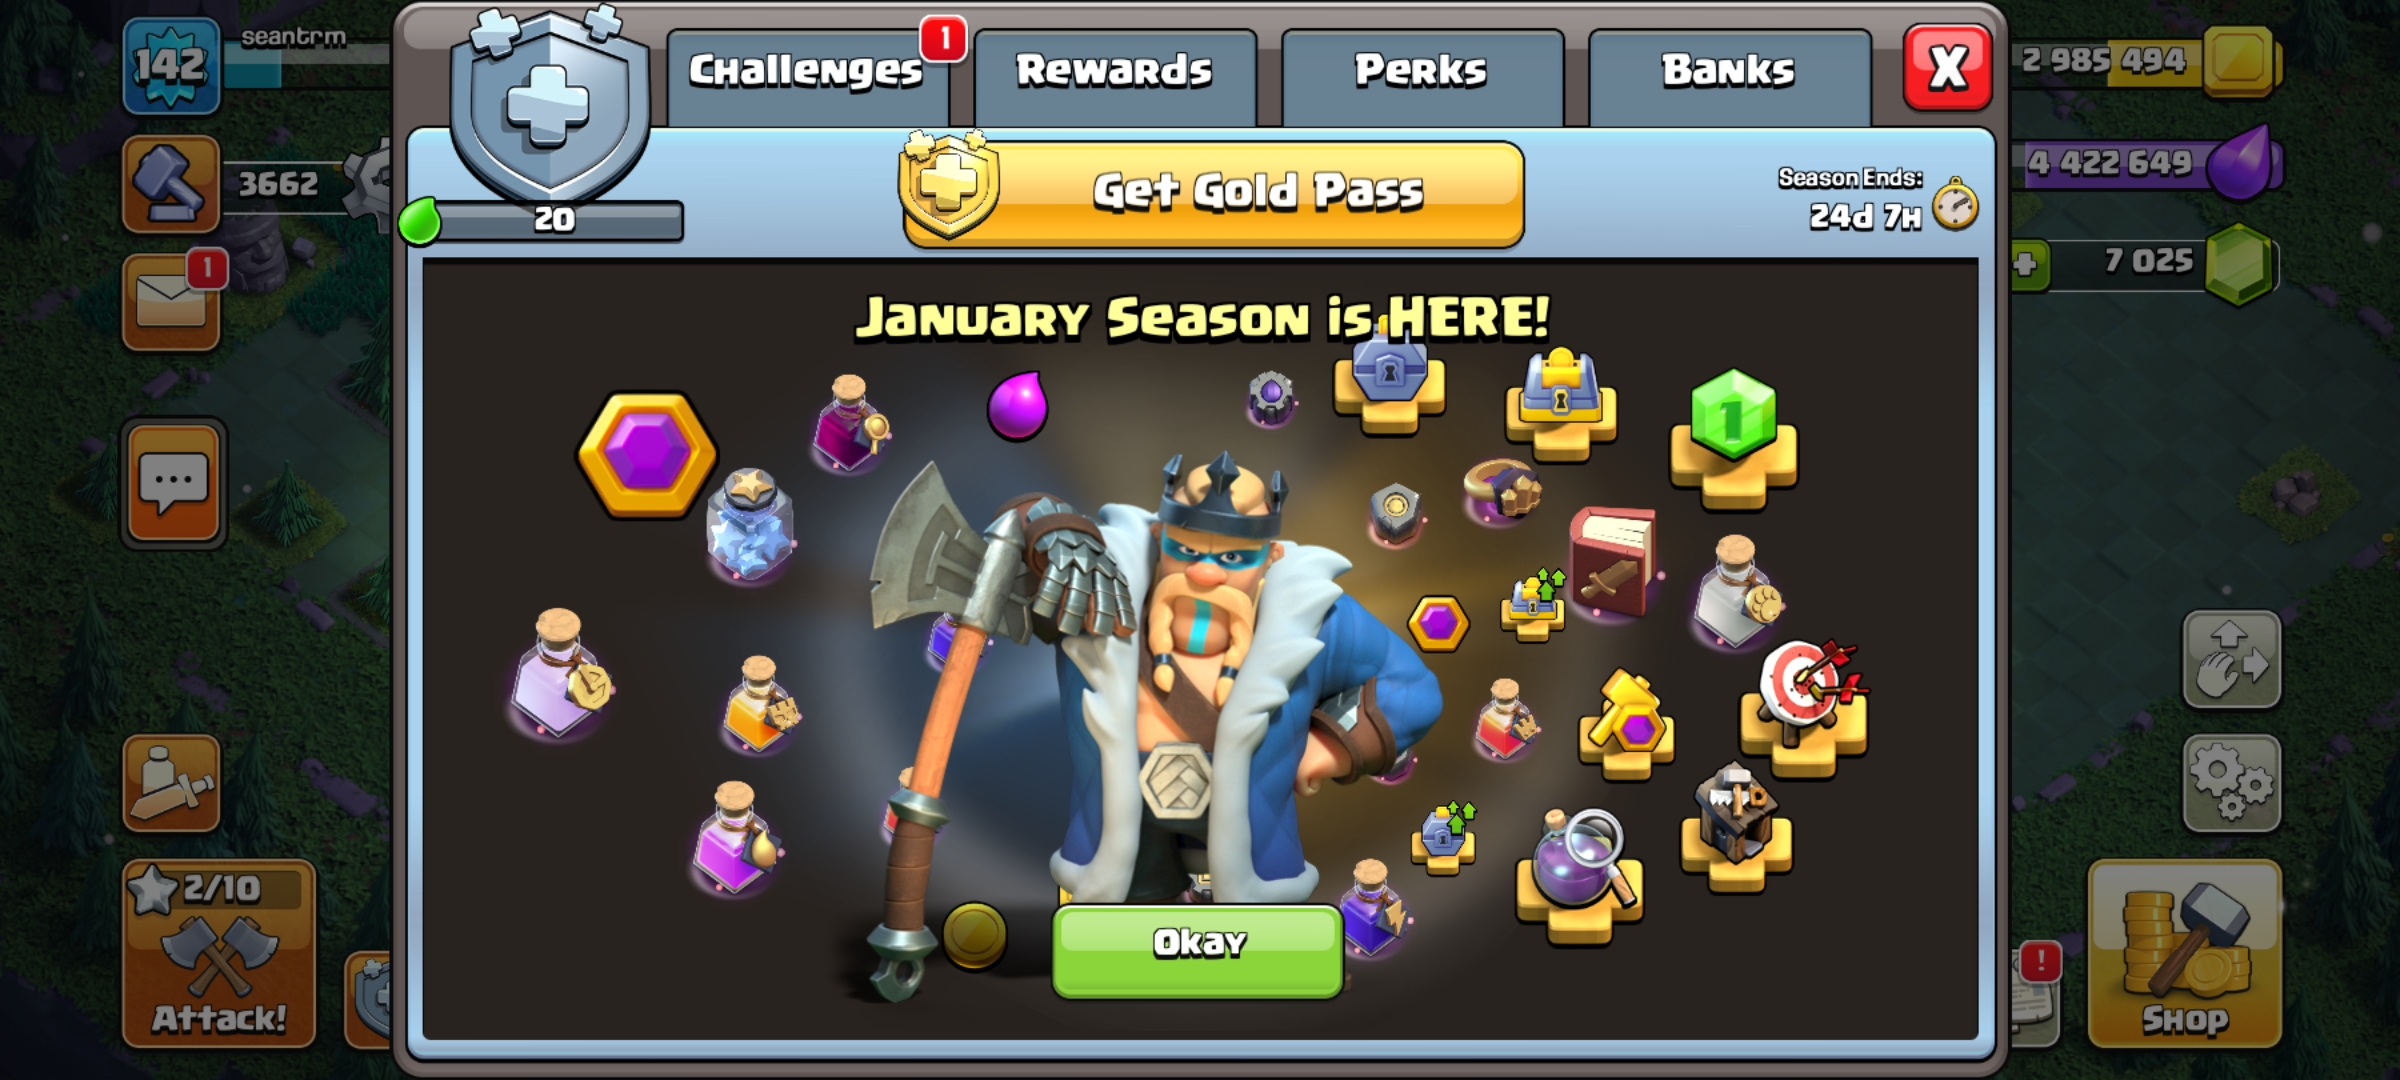 142
seantrm
Challenges
1
Rewards
Perks
Banks
X
2 985 494
3662
20
Get Gold Pass
Season Ends:
24d 7H
4 422 649
1
7 025
January Season is HERE!
1
Okay
2/10
Attack!
!
Shop